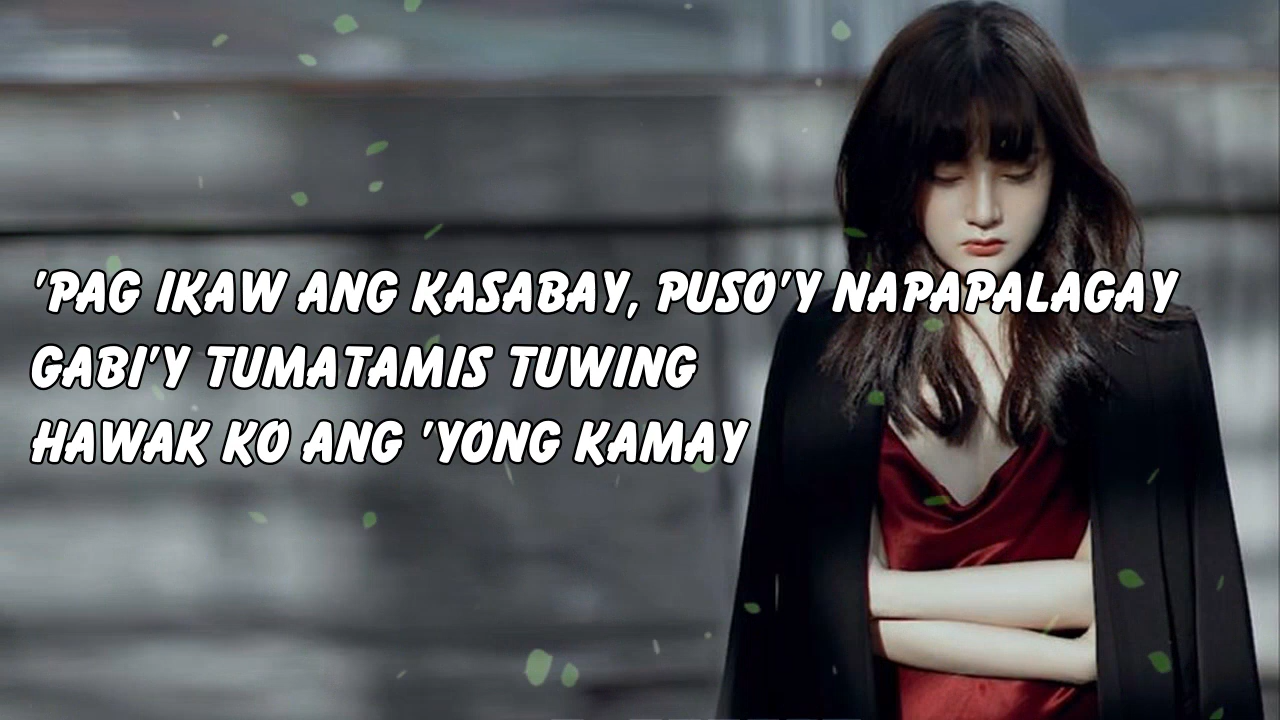 'PAG IKAW ANG KASABAY, PUSO'Y NAPAPALAGAY
GABI'Y TUMATAMIS TUWING
HAWAK KO ANG 'YONG KAMAY